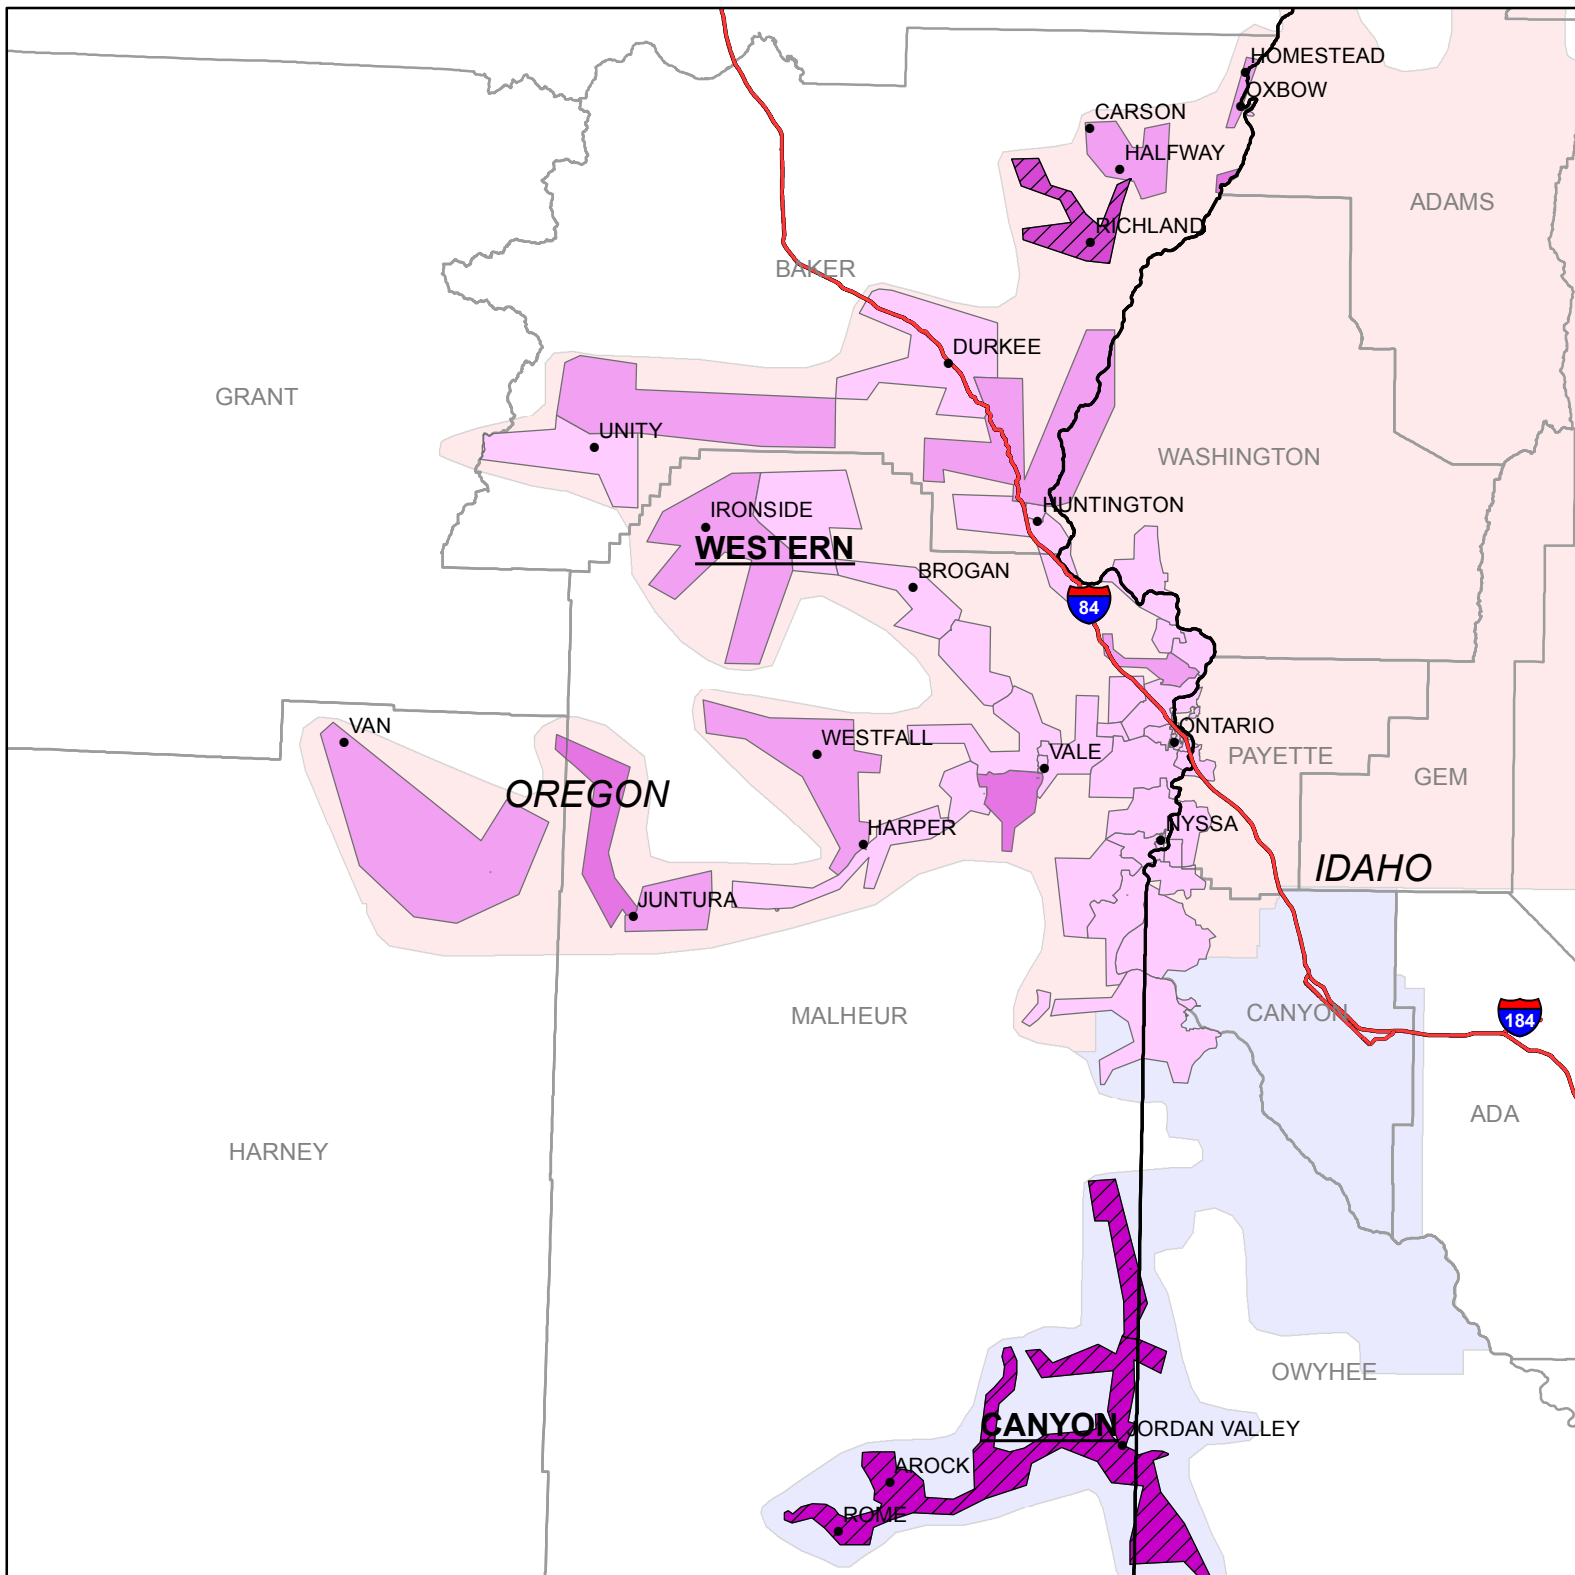 HOMESTEAD
OXBOW
CARSON
HALFWAY
ADAMS
RICHLAND
BAKER
DURKEE
GRANT
UNITY
WASHINGTON
HUNTINGTON
IRONSIDE
WESTERN
BROGAN
84
VAN
ONTARIO
WESTFALL
VALE
PAYETTE
GEM
OREGON
HARPER
NYSSA
IDAHO
JUNTURA
MALHEUR
CANYON
184
ADA
HARNEY
OWYHEE
CANYON
JORDAN VALLEY
AROCK
ROME